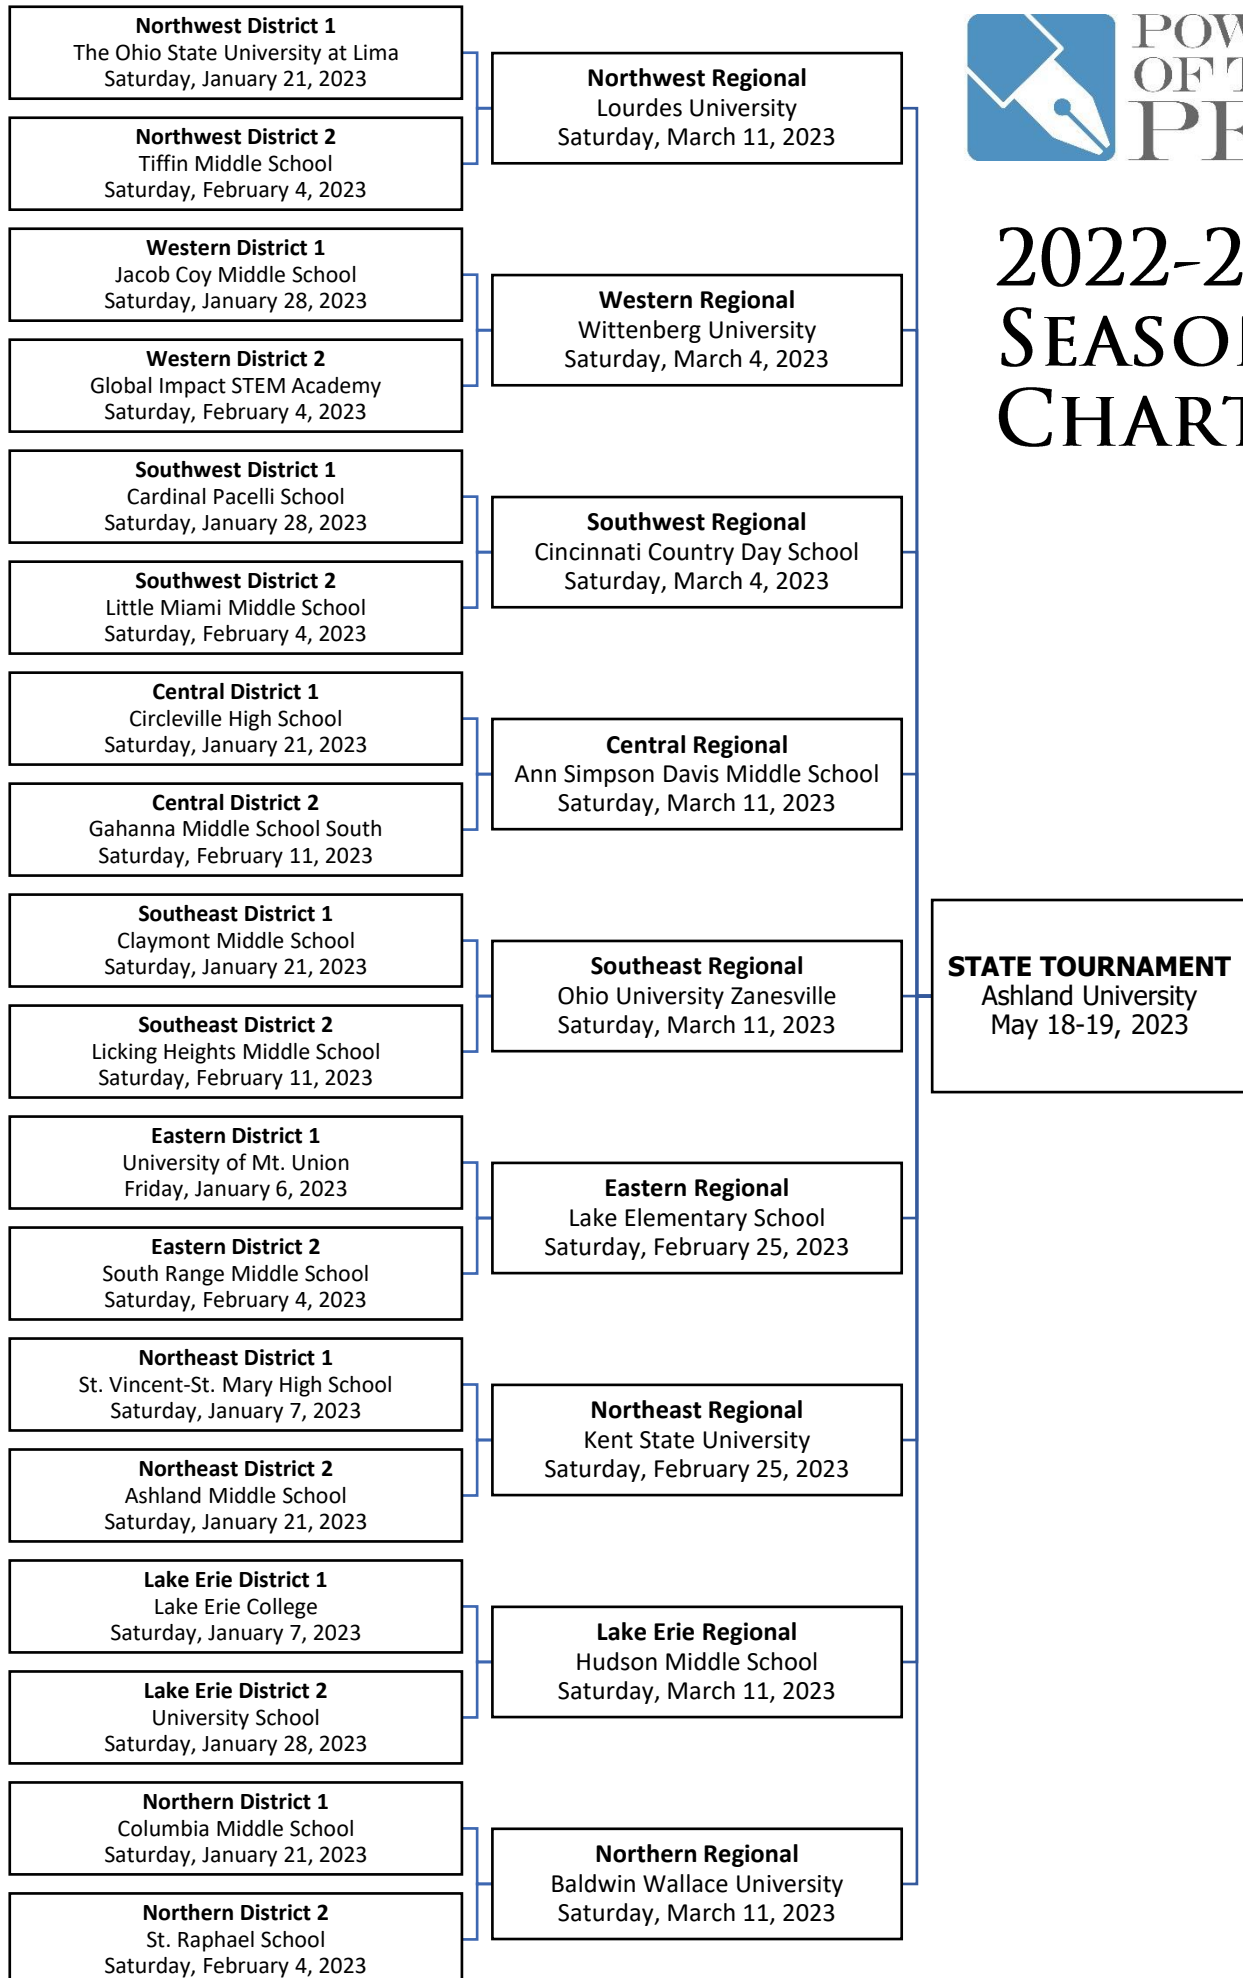 Northwest District 1
The Ohio State University at Lima
Saturday, January 21, 2023
Northwest District 2
Tiffin Middle School
Saturday, February 4, 2023
Northwest Regional
Lourdes University
Saturday, March 11, 2023
POW
OF T
PE
2022-2
SEASON
CHART
Western District 1
Jacob Coy Middle School
Saturday, January 28, 2023
Western District 2
Global Impact STEM Academy
Saturday, February 4, 2023
Western Regional
Wittenberg University
Saturday, March 4, 2023
Southwest District 1
Cardinal Pacelli School
Saturday, January 28, 2023
Southwest District 2
Little Miami Middle School
Saturday, February 4, 2023
Southwest Regional
Cincinnati Country Day School
Saturday, March 4, 2023
Central District 1
Circleville High School
Saturday, January 21, 2023
Central District 2
Gahanna Middle School South
Saturday, February 11, 2023
Central Regional
Ann Simpson Davis Middle School
Saturday, March 11, 2023
Southeast District 1
Claymont Middle School
Saturday, January 21, 2023
Southeast District 2
Licking Heights Middle School
Saturday, February 11, 2023
Southeast Regional
Ohio University Zanesville
Saturday, March 11, 2023
STATE TOURNAMENT
Ashland University
May 18-19, 2023
Eastern District 1
University of Mt. Union
Friday, January 6, 2023
Eastern District 2
South Range Middle School
Saturday, February 4, 2023
Eastern Regional
Lake Elementary School
Saturday, February 25, 2023
Northeast District 1
St. Vincent-St. Mary High School
Saturday, January 7, 2023
Northeast District 2
Ashland Middle School
Saturday, January 21, 2023
Northeast Regional
Kent State University
Saturday, February 25, 2023
Lake Erie District 1
Lake Erie College
Saturday, January 7, 2023
Lake Erie District 2
University School
Saturday, January 28, 2023
Lake Erie Regional
Hudson Middle School
Saturday, March 11, 2023
Northern District 1
Columbia Middle School
Saturday, January 21, 2023
Northern District 2
St. Raphael School
Saturday, February 4, 2023
Northern Regional
Baldwin Wallace University
Saturday, March 11, 2023